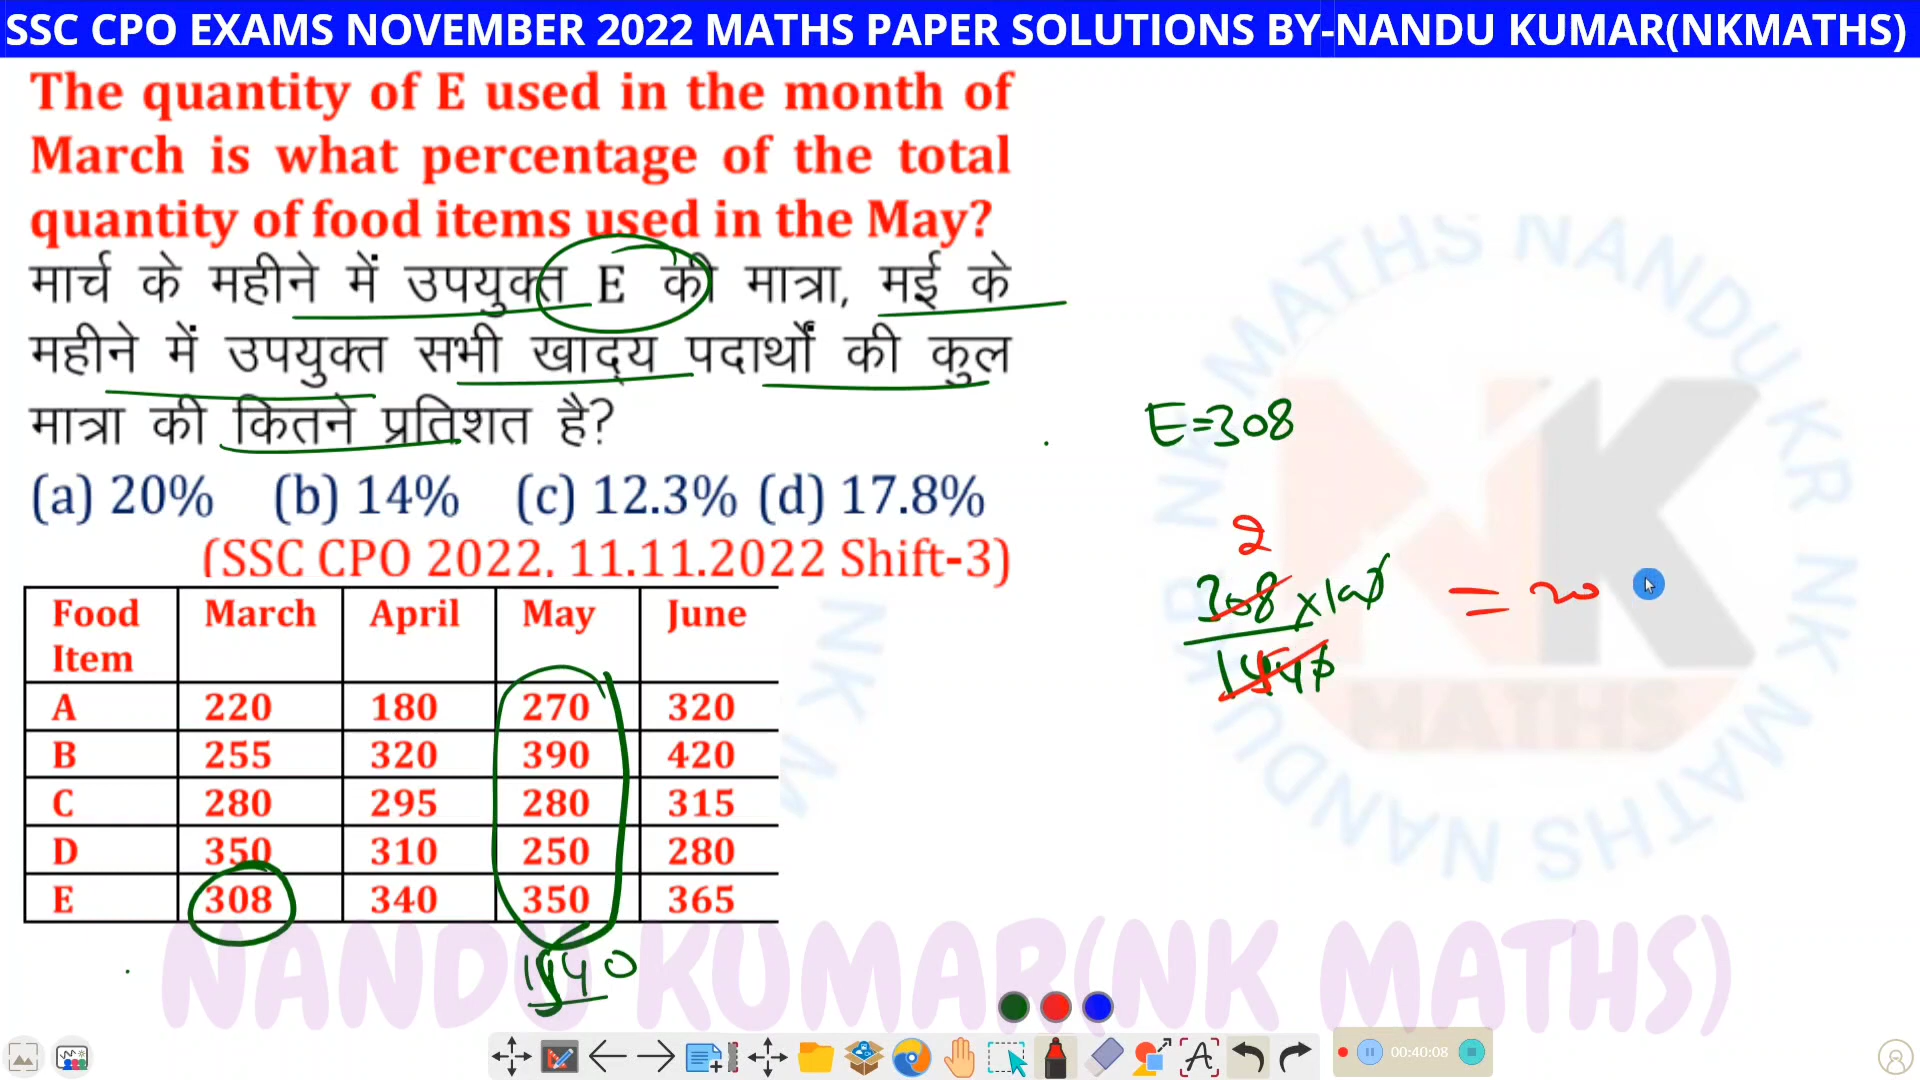 SSC CPO EXAMS NOVEMBER 2022 MATHS PAPER SOLUTIONS BY-NANDU KUMAR(NKMATHS)
The quantity of E used in the month of
March is what percentage of the total
quantity of food items used in the May?
मार्च के महीने में उपयुक्त E की मात्रा, मई के
महीने में उपयुक्त सभी खाद्य पदार्थों की कुल
मात्रा की कितने प्रतिशत है?
(a) 20% (b) 14% (c) 12.3% (d) 17.8%
(SSC CPO 2022, 11.11.2022 Shift-3)
Food Item March April May June
A 220 180 270 320
B 255 320 390 420
C 280 295 280 315
D 350 310 250 280
E 308 340 350 365
E=308
2
308 × 100
= 20
NK
MATHS
NANDU KUMAR(NK MATHS)
00:40:08